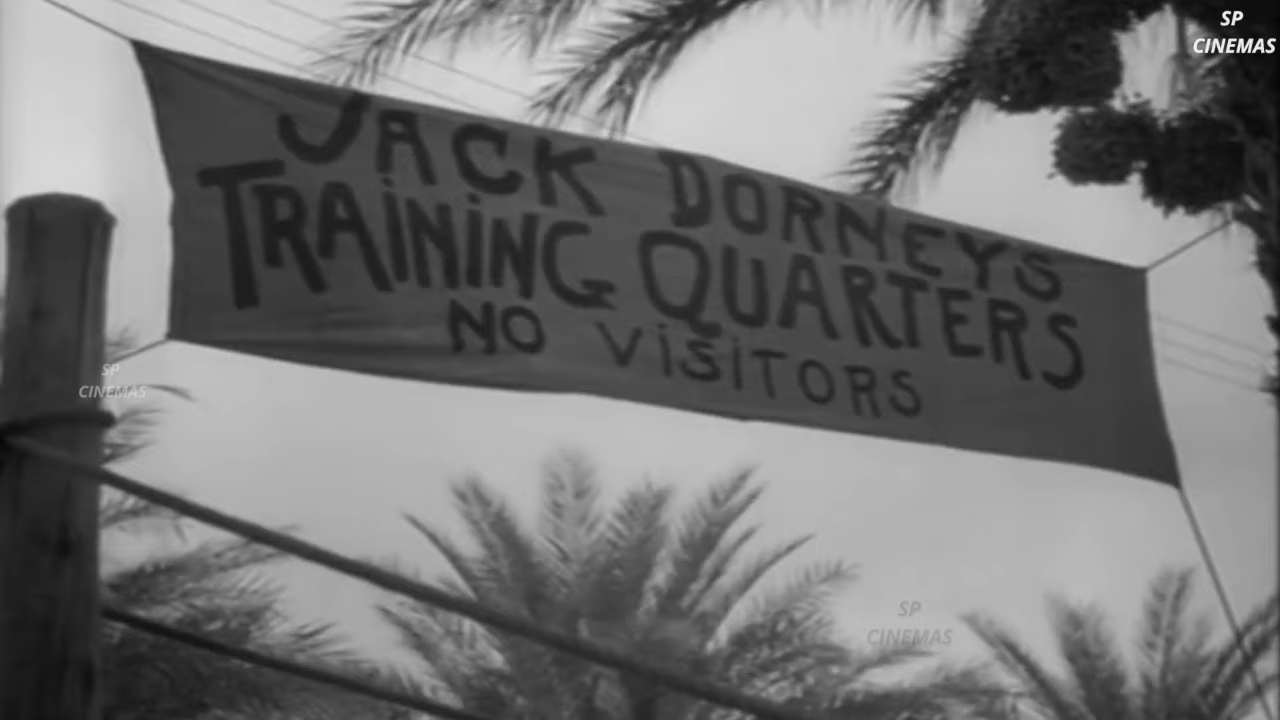 SP
CINEMAS
JACK DORNEYS
TRAiNiNG QUARTERS
NO ViSiTORS
SP
CINEMAS
SP
CINEMAS